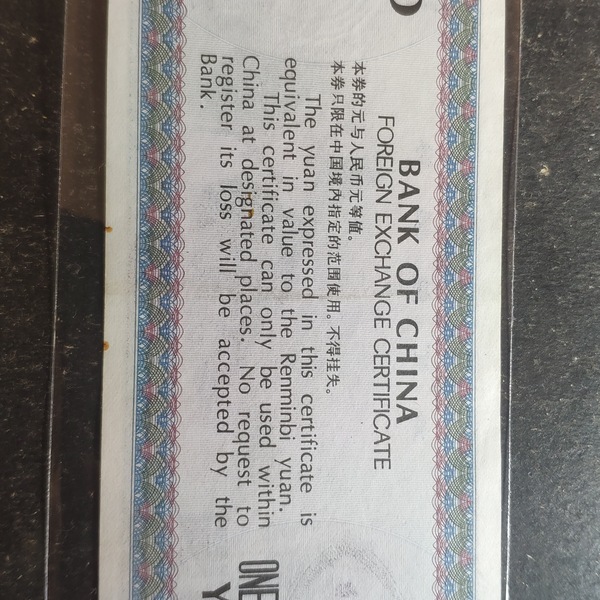 BANK OF CHINA
FOREIGN EXCHANGE CERTIFICATE
本券的元与人民币元等值。
本券只限在中国境内指定的范围使用。不得挂失。
The yuan expressed in this certificate is
equivalent in value to the Renminbi yuan.
This certificate can only be used within
China at designated places. No request to
register its loss will be accepted by the
Bank.
ONE
Y